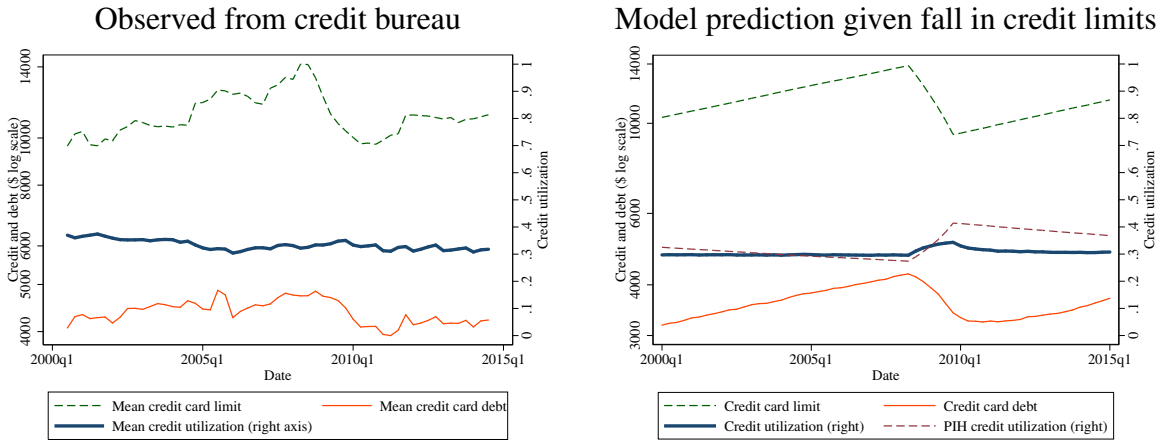 Observed from credit bureau
Credit and debt ($ log scale)
4000 5000 6000 8000 10000 14000
Credit utilization
0 .1 .2 .3 .4 .5 .6 .7 .8 .9 1
2000q1 2005q1 2010q1 2015q1
Date
Mean credit card limit
Mean credit card debt
Mean credit utilization (right axis)
Model prediction given fall in credit limits
Credit and debt ($ log scale)
3000 4000 6000 10000 14000
Credit utilization
0 .1 .2 .3 .4 .5 .6 .7 .8 .9 1
2000q1 2005q1 2010q1 2015q1
Date
Credit card limit
Credit card debt
Credit utilization (right)
PIH credit utilization (right)